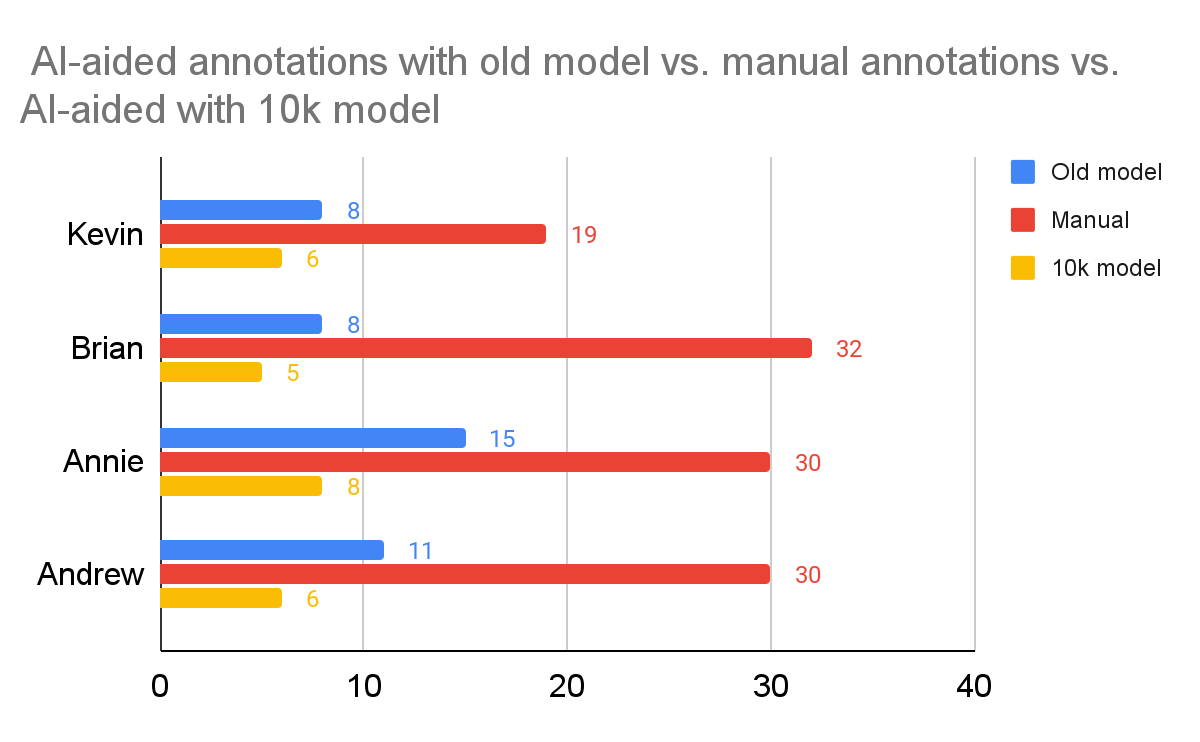 AI-aided annotations with old model vs. manual annotations vs.
AI-aided with 10k model
Old model
Manual
10k model
Kevin
8
19
6
Brian
8
32
5
Annie
15
30
8
Andrew
11
30
6
0 10 20 30 40